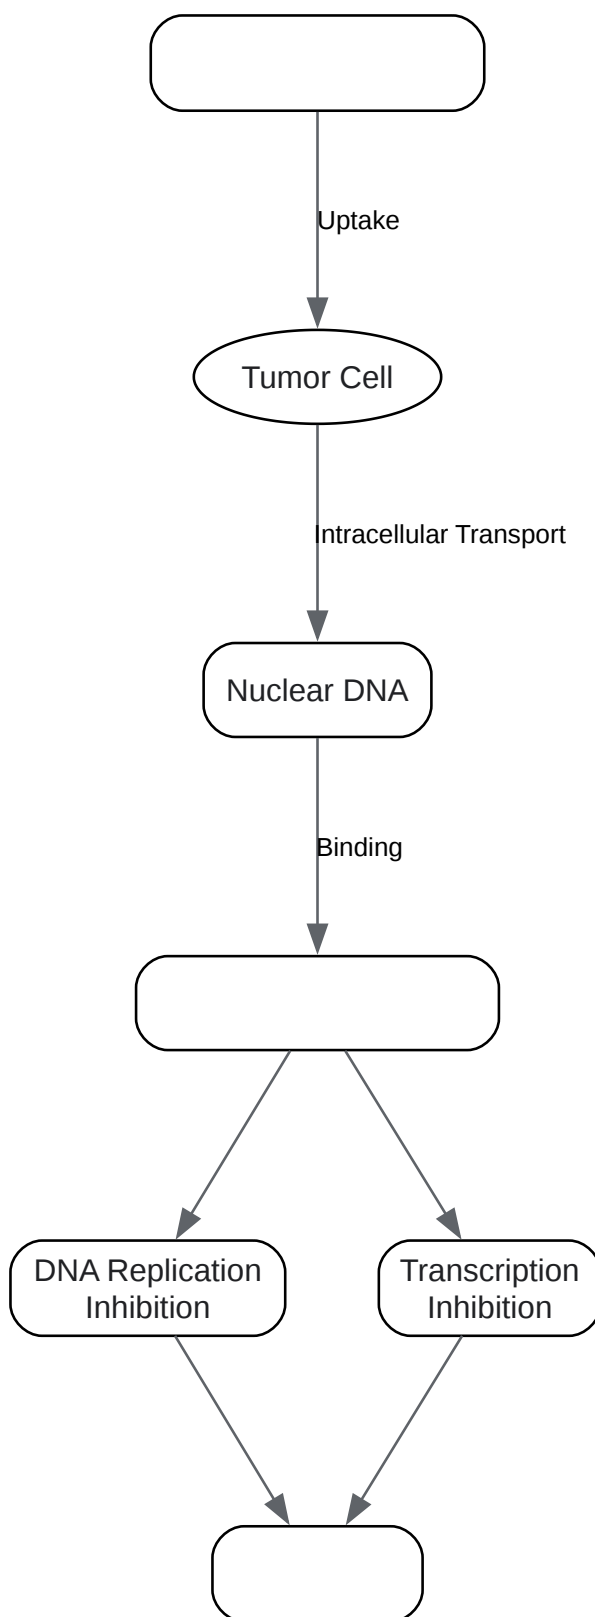 Uptake
Tumor Cell
Intracellular Transport
Nuclear DNA
Binding
DNA Replication
Inhibition
Transcription
Inhibition